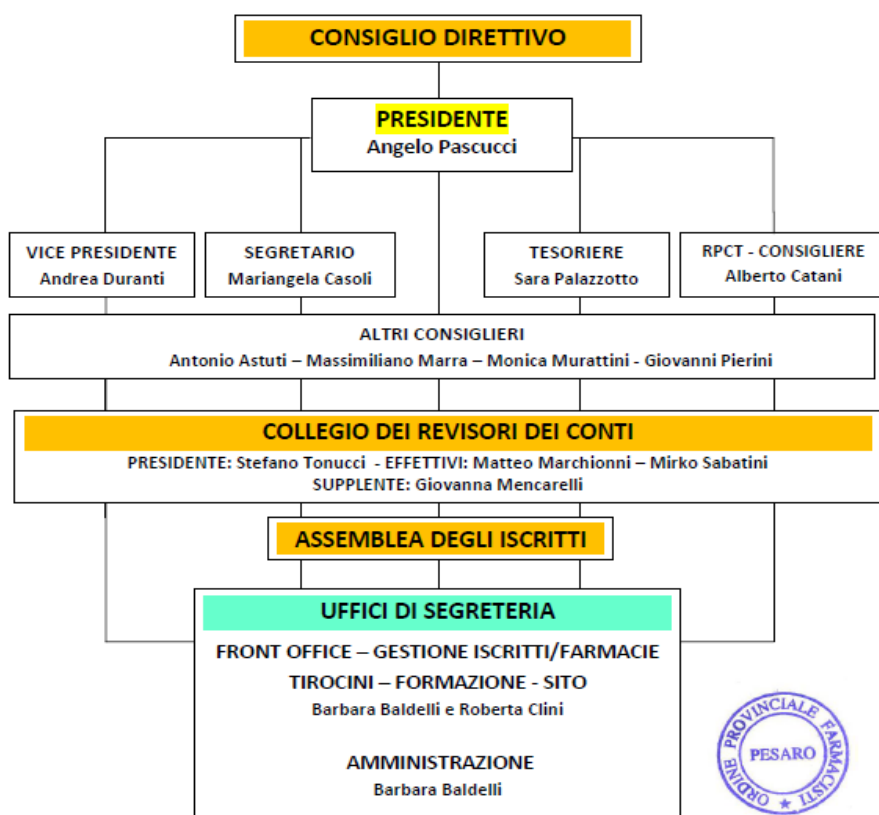 CONSIGLIO DIRETTIVO
PRESIDENTE
Angelo Pascucci
VICE PRESIDENTE
Andrea Duranti
SEGRETARIO
Mariangela Casoli
TESORIERE
Sara Palazzotto
RPCT - CONSIGLIERE
Alberto Catani
ALTRI CONSIGLIERI
Antonio Astuti – Massimiliano Marra – Monica Murattini - Giovanni Pierini
COLLEGIO DEI REVISORI DEI CONTI
PRESIDENTE: Stefano Tonucci - EFFETTIVI: Matteo Marchionni – Mirko Sabatini
SUPPLENTE: Giovanna Mencarelli
ASSEMBLEA DEGLI ISCRITTI
UFFICI DI SEGRETERIA
FRONT OFFICE – GESTIONE ISCRITTI/FARMACIE
TIROCINI – FORMAZIONE - SITO
Barbara Baldelli e Roberta Clini
AMMINISTRAZIONE
Barbara Baldelli
ORDINE PROVINCIALE FARMACISTI
PESARO